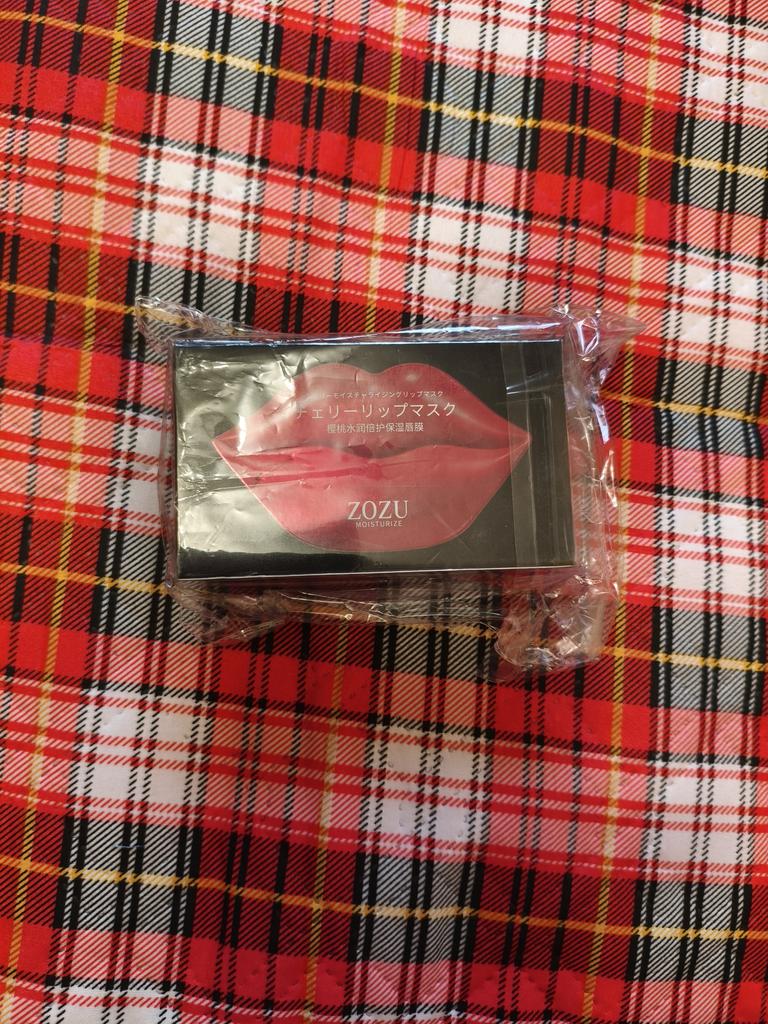 リーモイスチャライジングリップマスク
チェリーリップマスク
樱桃水润倍护保湿唇膜
ZOZU
MOISTURIZE